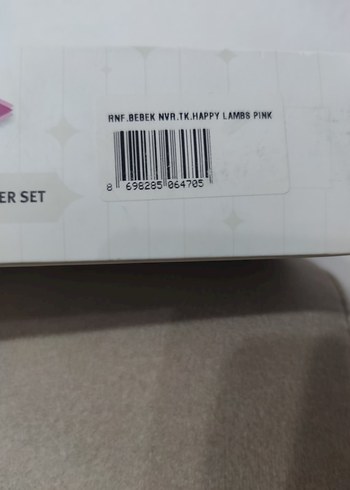 RNF.BEBEK NVR.TK.HAPPY LAMBS PINK
8 698285 064705
ER SET